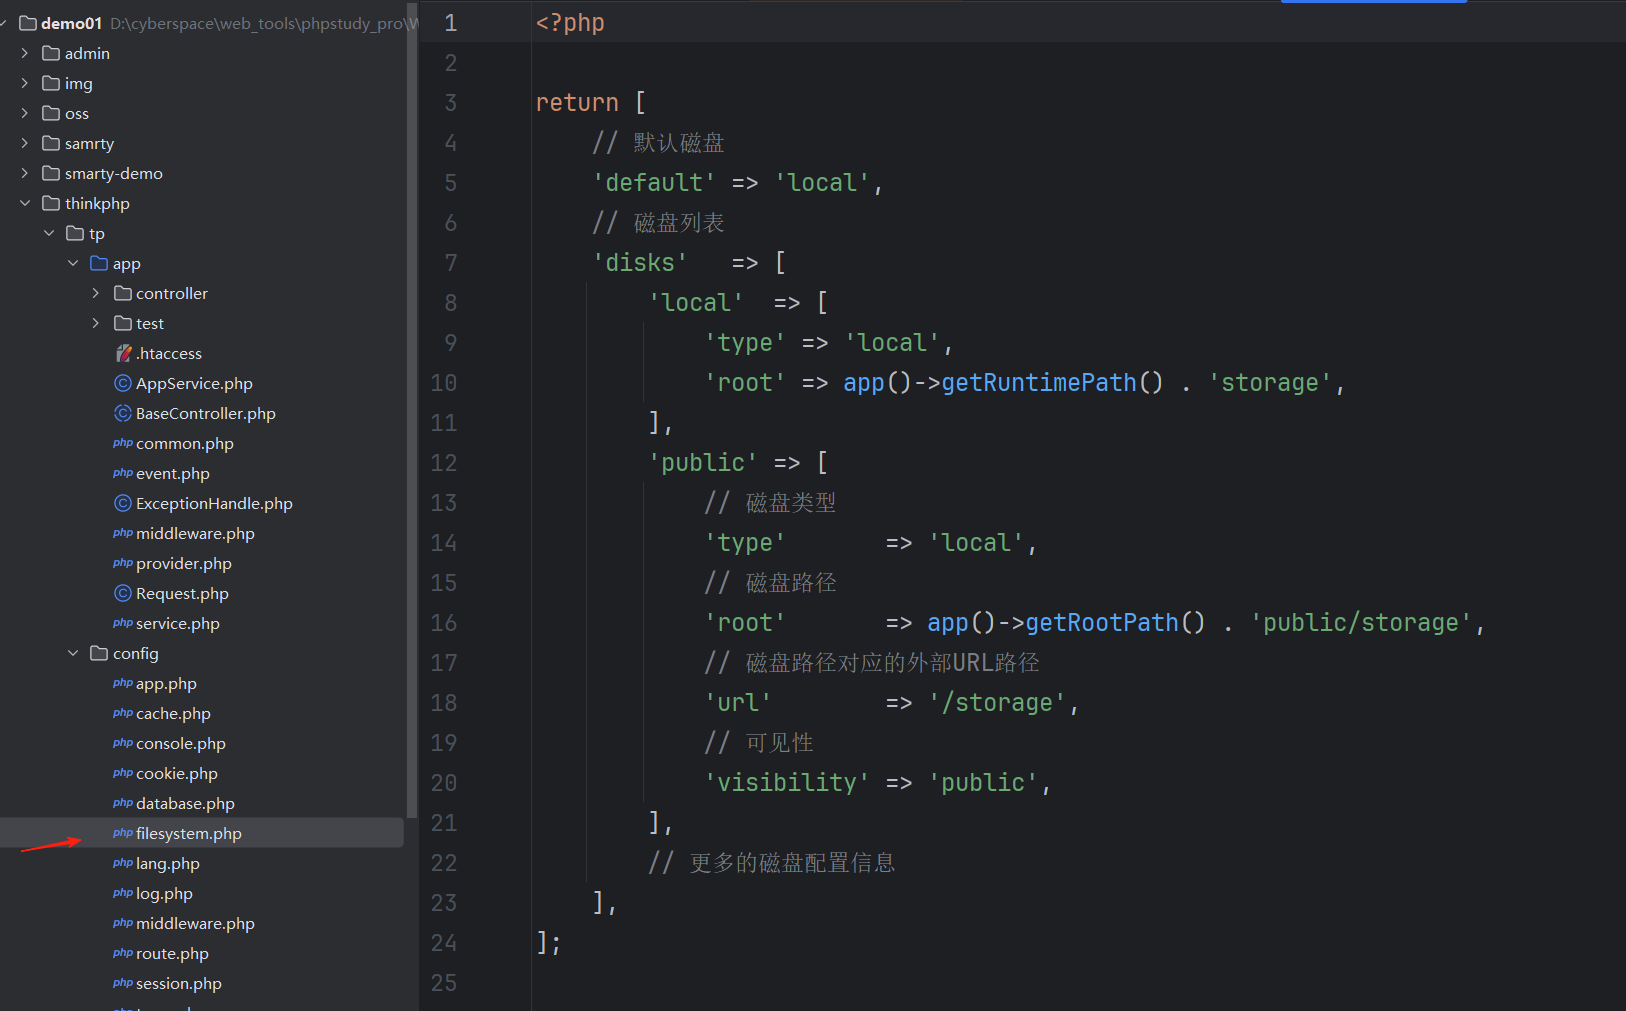 demo01 D:\cyberspace\web_tools\phpstudy_pro\W
admin
img
oss
samrty
smarty-demo
thinkphp
tp
app
controller
test
.htaccess
AppService.php
BaseController.php
php common.php
php event.php
ExceptionHandle.php
php middleware.php
php provider.php
Request.php
php service.php
config
php app.php
php cache.php
php console.php
php cookie.php
php database.php
php filesystem.php
php lang.php
php log.php
php middleware.php
php route.php
php session.php
1 <?php
2
3 return [
4 // 默认磁盘
5 'default' => 'local',
6 // 磁盘列表
7 'disks'   => [
8 'local'  => [
9 'type' => 'local',
10 'root' => app()->getRuntimePath() . 'storage',
11 ],
12 'public' => [
13 // 磁盘类型
14 'type'       => 'local',
15 // 磁盘路径
16 'root'       => app()->getRootPath() . 'public/storage',
17 // 磁盘路径对应的外部URL路径
18 'url'        => '/storage',
19 // 可见性
20 'visibility' => 'public',
21 ],
22 // 更多的磁盘配置信息
23 ],
24 ];
25